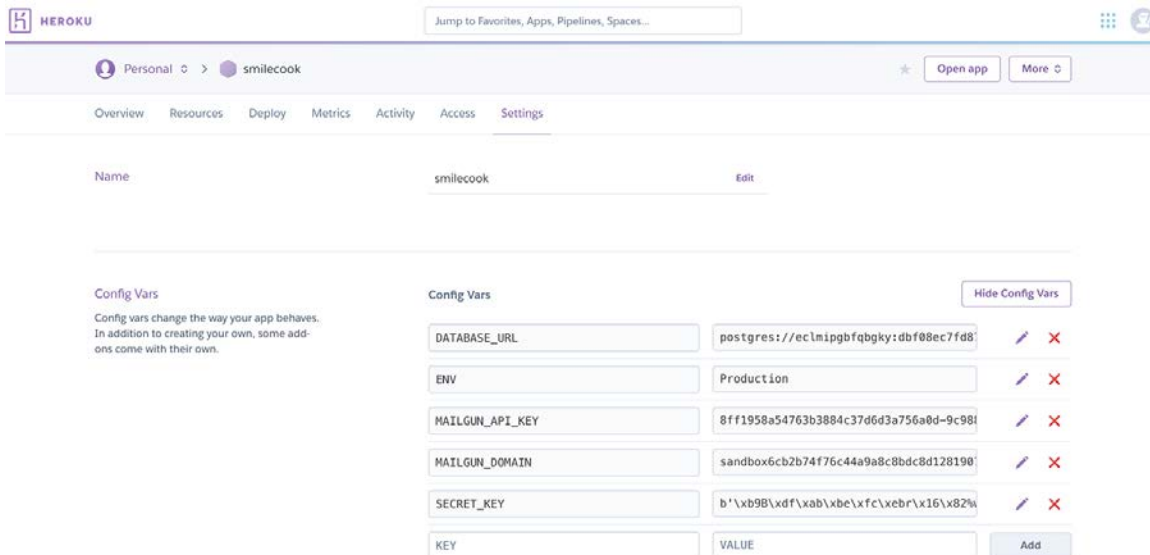 HEROKU
Jump to Favorites, Apps, Pipelines, Spaces...
Personal > smilecook
Open app
More
Overview Resources Deploy Metrics Activity Access Settings
Name
smilecook
Edit
Config Vars
Config vars change the way your app behaves.
In addition to creating your own, some add-
ons come with their own.
Config Vars
Hide Config Vars
DATABASE_URL postgres://eclmipgbfqbgky:dbf08ec7fd8
ENV Production
MAILGUN_API_KEY 8ff1958a54763b3884c37d6d3a756a0d-9c98
MAILGUN_DOMAIN sandbox6cb2b74f76c44a9a8c8bdc8d128190
SECRET_KEY b'\xb9B\xdf\xab\xbe\xfc\xebr\x16\x82%
KEY VALUE Add